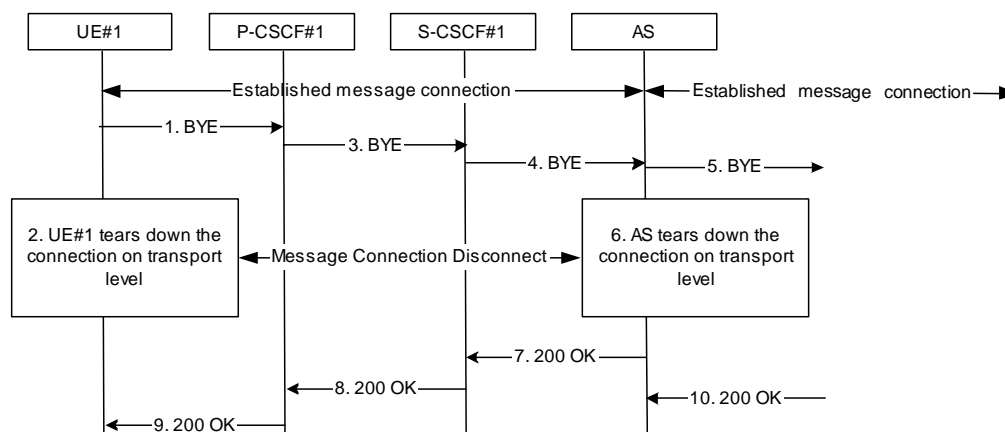 UE#1
P-CSCF#1
S-CSCF#1
AS
Established message connection
Established message connection
1. BYE
3. BYE
4. BYE
5. BYE
2. UE#1 tears down the
connection on transport
level
Message Connection Disconnect
6. AS tears down the
connection on transport
level
7. 200 OK
8. 200 OK
10. 200 OK
9. 200 OK